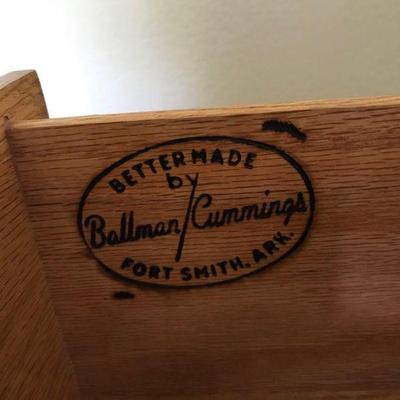 BETTERMADE
by
Ballman/Cummings
FORT SMITH, ARK.